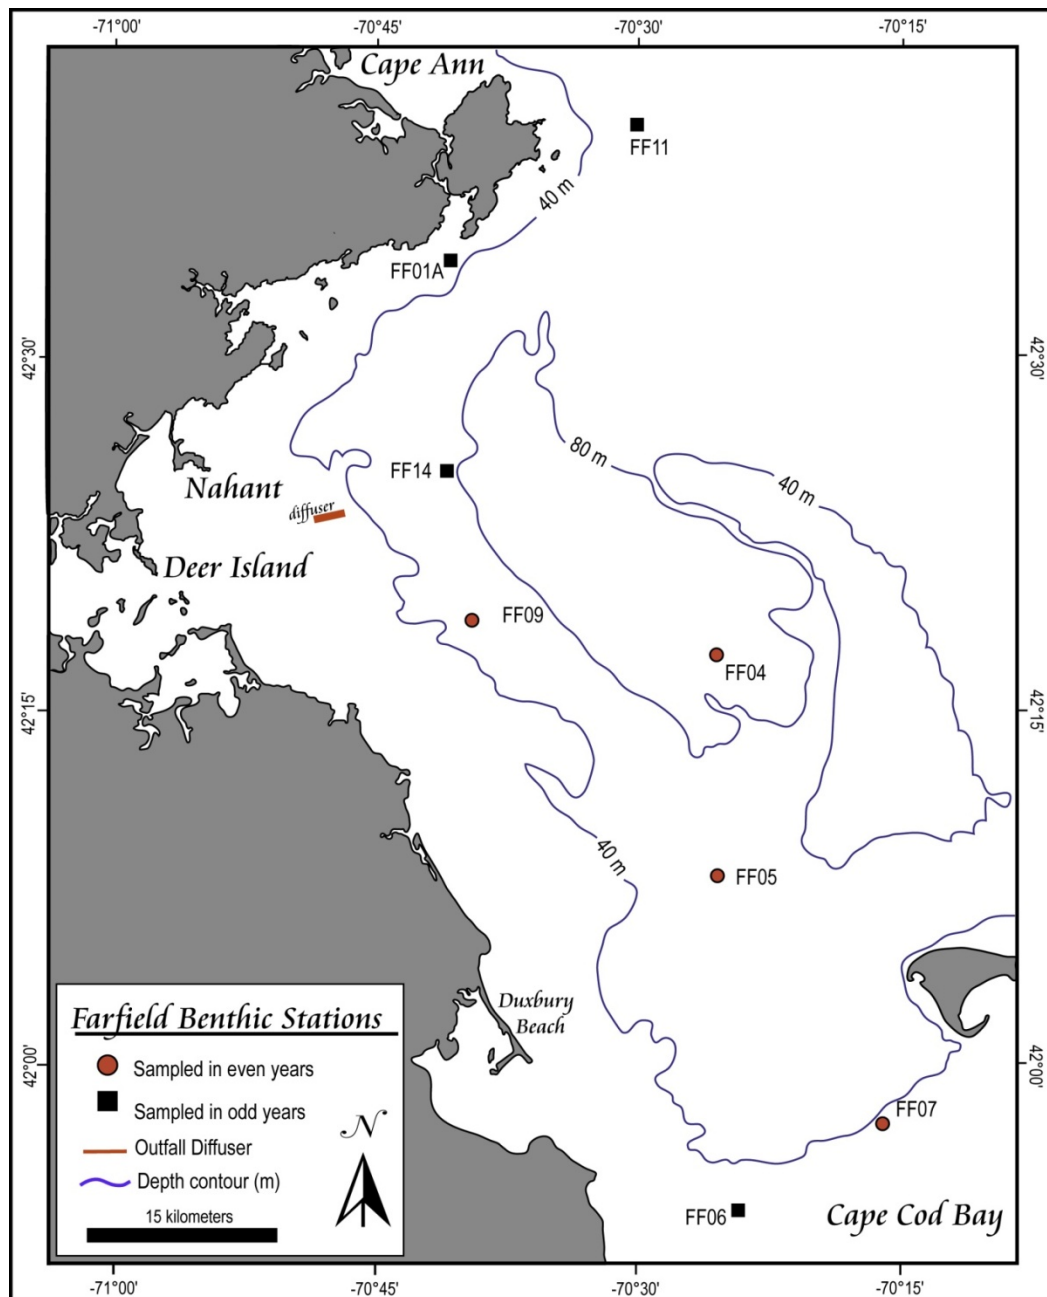 -71°00'
-70°45'
-70°30'
-70°15'
Cape Ann
FF11
40 m
FF01A
42°30'
42°30'
80 m
FF14
40 m
Nahant
diffuser
Deer Island
FF09
FF04
42°15'
42°15'
40 m
FF05
Duxbury
Beach
Farfield Benthic Stations
Sampled in even years
Sampled in odd years
Outfall Diffuser
Depth contour (m)
15 kilometers
N
42°00'
42°00'
FF07
FF06
Cape Cod Bay
-71°00'
-70°45'
-70°30'
-70°15'